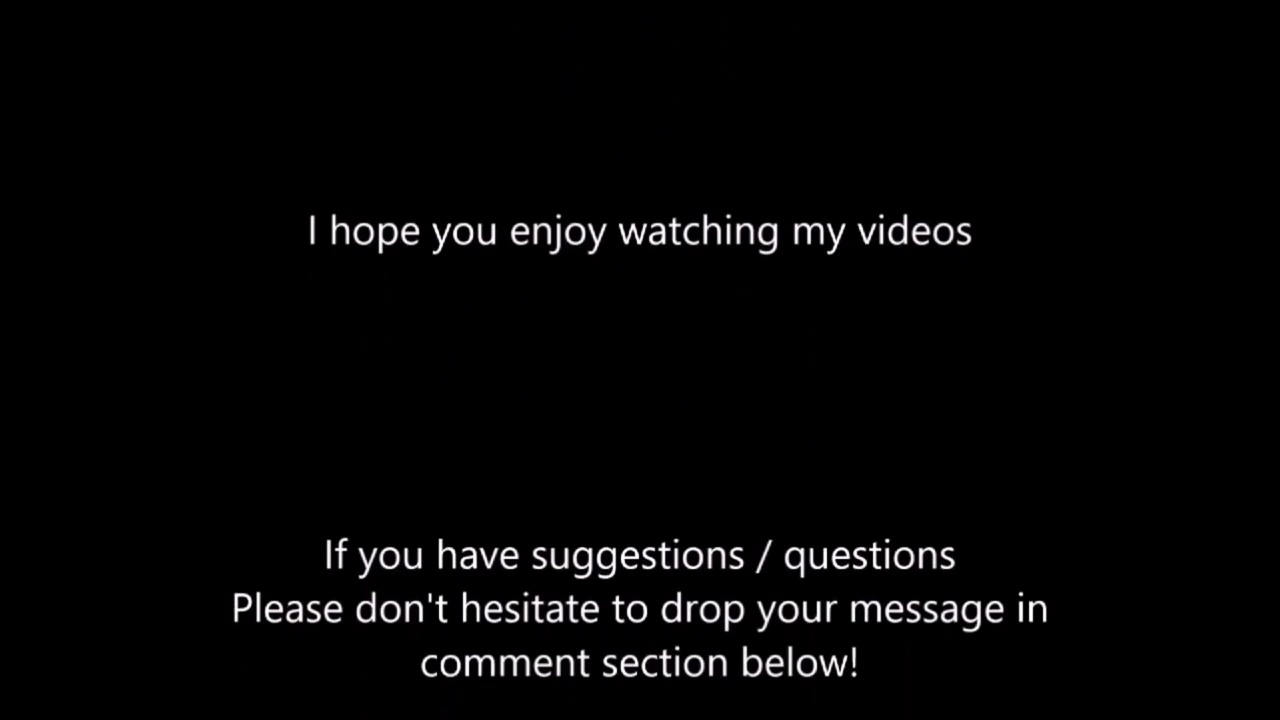 I hope you enjoy watching my videos
If you have suggestions / questions
Please don't hesitate to drop your message in
comment section below!